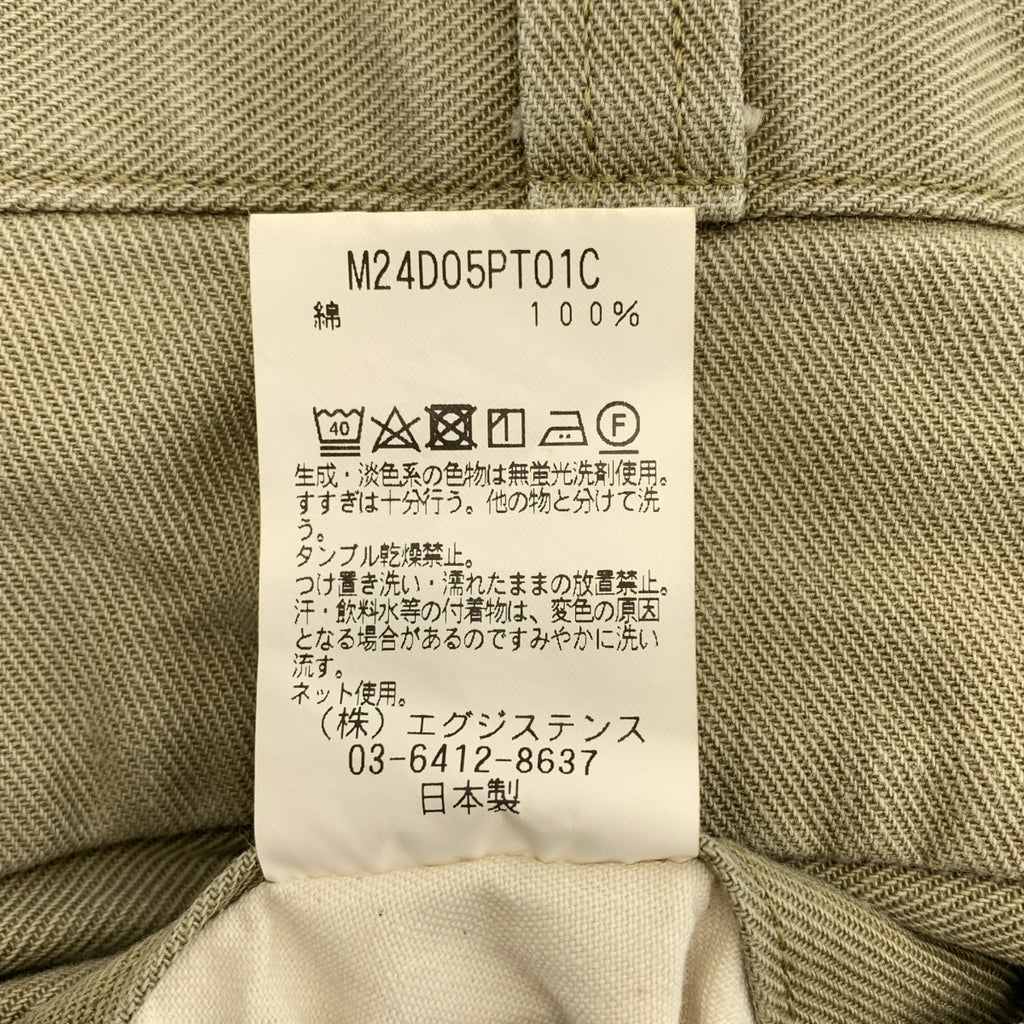 M24D05PT01C
綿 100%
40 F
生成・淡色系の色物は無蛍光洗剤使用。
すすぎは十分行う。他の物と分けて洗
う。
タンブル乾燥禁止。
つけ置き洗い・濡れたままの放置禁止。
汗・飲料水等の付着物は、変色の原因
となる場合があるのですみやかに洗い
流す。
ネット使用。
(株)エグジステンス
03-6412-8637
日本製